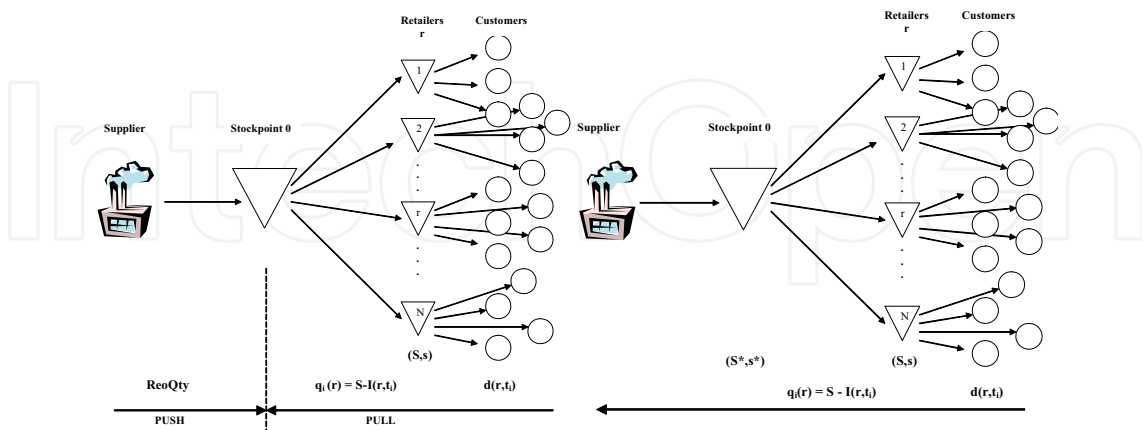 Retailers
r
Customers
Supplier
Stockpoint 0
1
2
r
N
(S,s)
ReoQty
qᵢ(r) = S-I(r,tᵢ)
d(r,tᵢ)
PUSH
PULL
Retailers
r
Customers
Supplier
Stockpoint 0
1
2
r
N
(S*,s*)
(S,s)
qᵢ(r) = S - I(r,tᵢ)
d(r,tᵢ)
IntechOpen